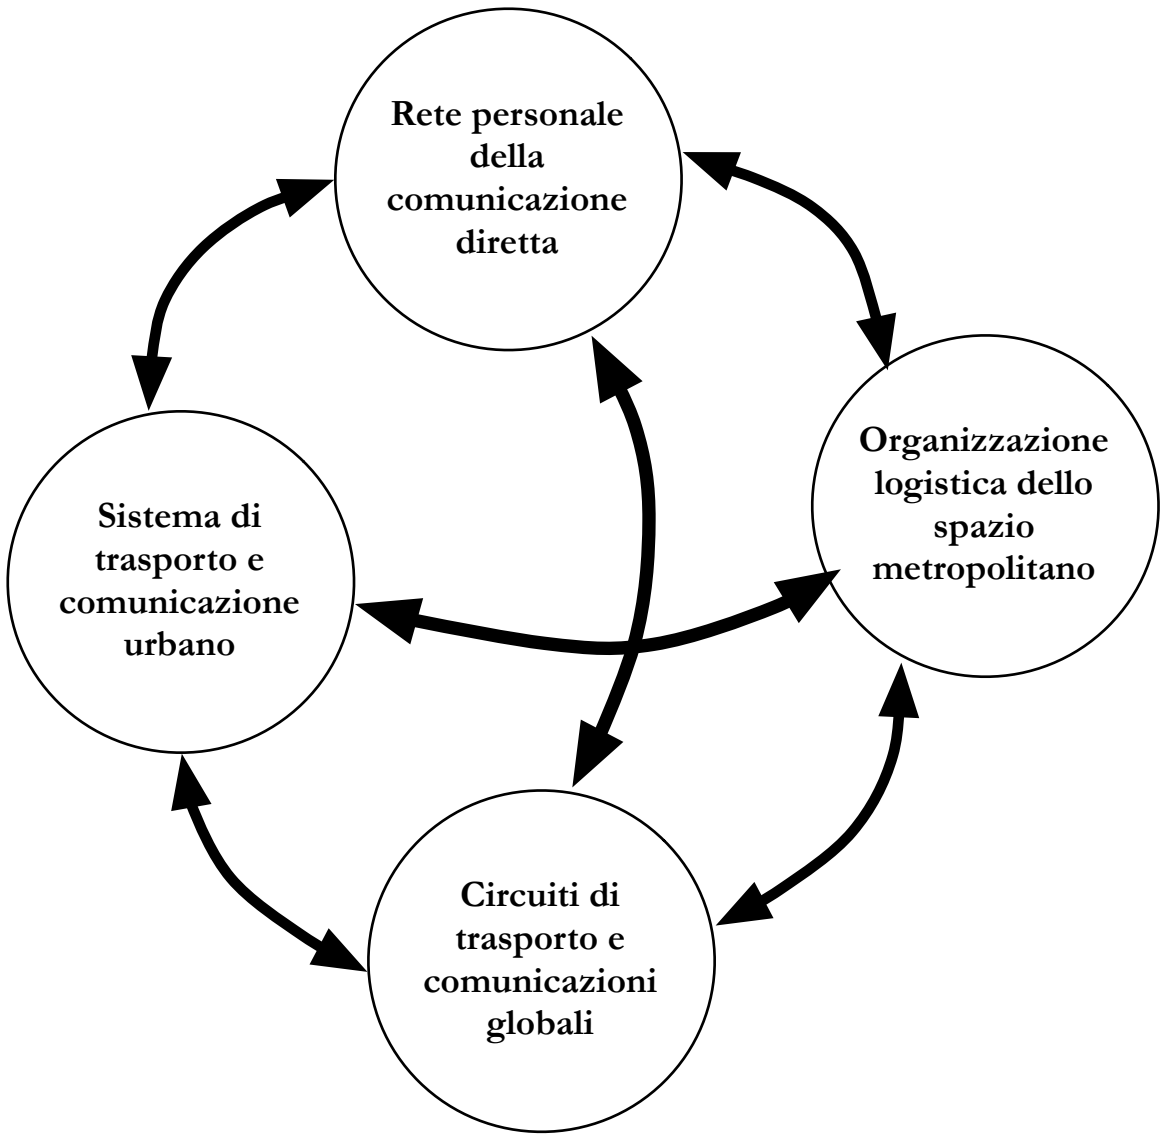 Rete personale
della
comunicazione
diretta
Organizzazione
logistica dello
spazio
metropolitano
Sistema di
trasporto e
comunicazione
urbano
Circuiti di
trasporto e
comunicazioni
globali